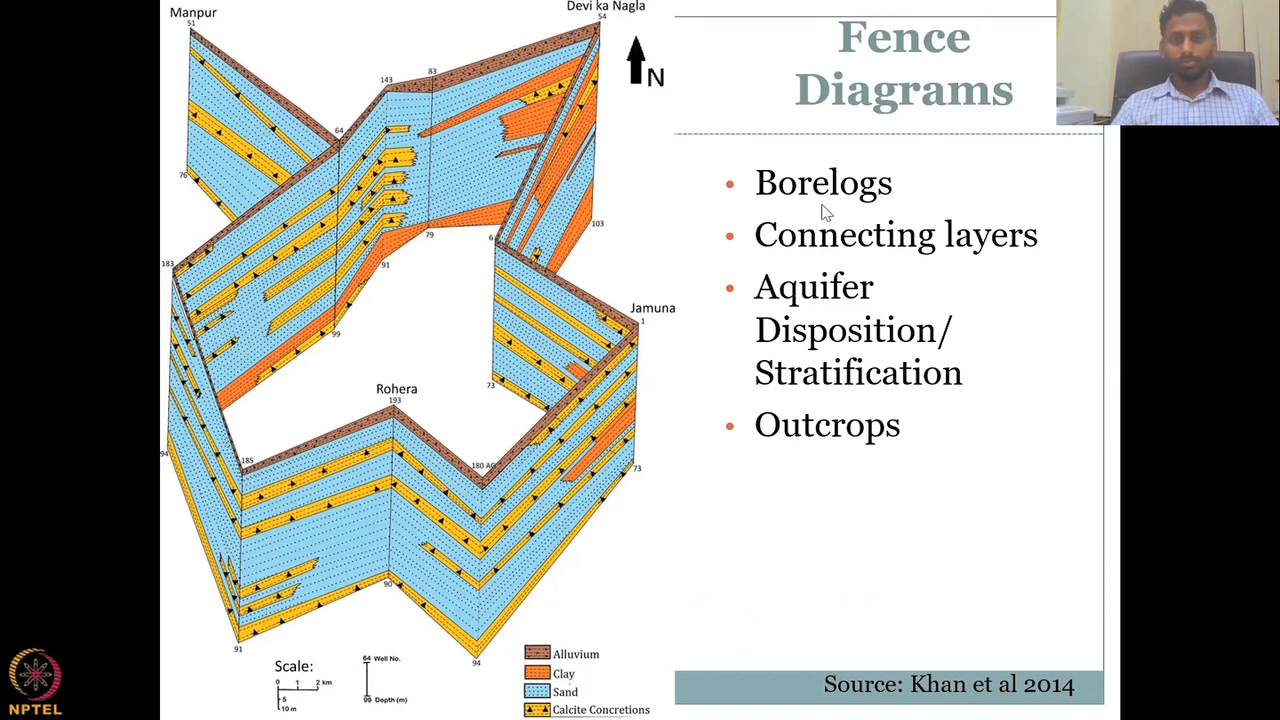 Manpur
51
Devi ka Nagla
54
143
83
64
76
N
183
6
103
79
91
99
Jamuna
1
73
Rohera
193
185
180 AG
94
73
90
91
94
Scale:
0 1 2 km
5
10 m
64 Well No.
99 Depth (m)
Alluvium
Clay
Sand
Calcite Concretions
Fence
Diagrams
• Borelogs
• Connecting layers
• Aquifer
Disposition/
Stratification
• Outcrops
Source: Khan et al 2014
NPTEL